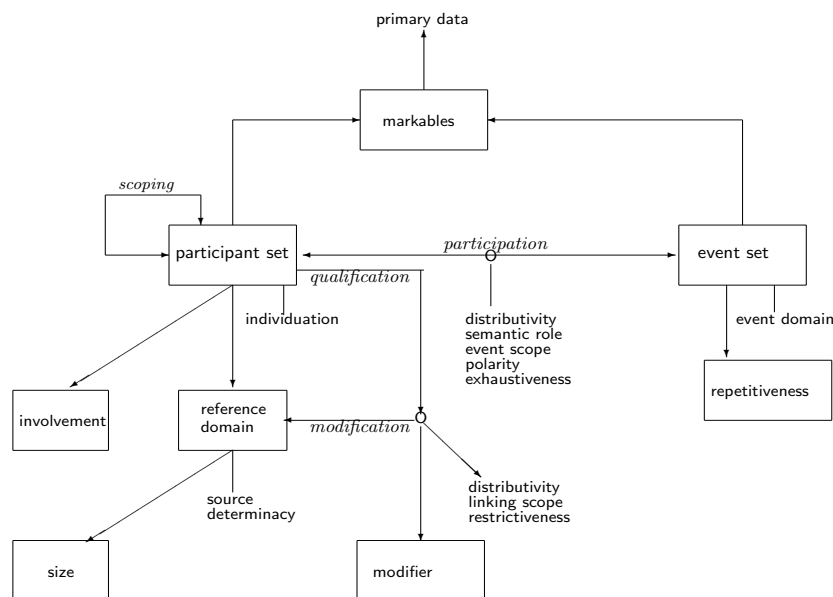 primary data
markables
scoping
participant set
participation
event set
qualification
individuation
distributivity
semantic role
event scope
polarity
exhaustiveness
event domain
involvement
reference
domain
modification
repetitiveness
source
determinacy
distributivity
linking scope
restrictiveness
size
modifier